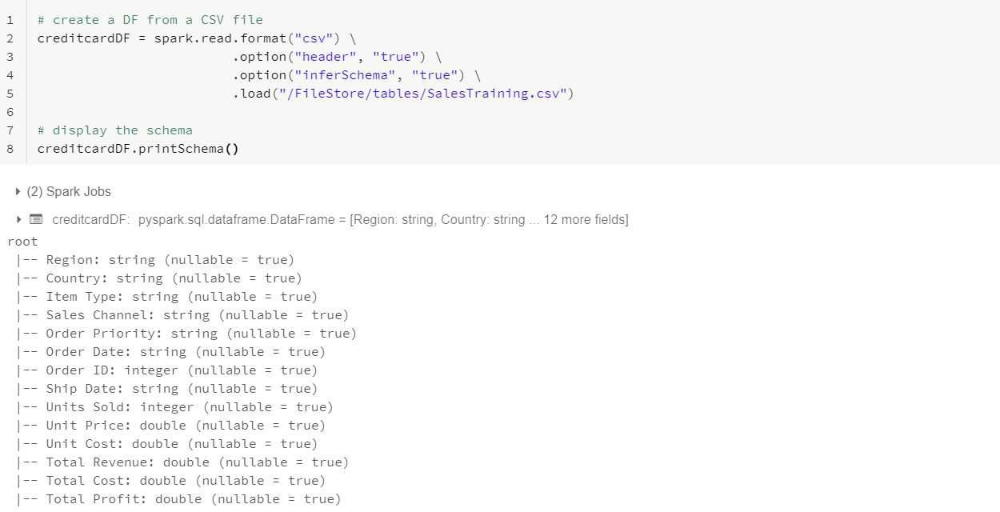 1 # create a DF from a CSV file
2 creditcardDF = spark.read.format("csv") \
3                          .option("header", "true") \
4                          .option("inferSchema", "true") \
5                          .load("/FileStore/tables/SalesTraining.csv")
6
7 # display the schema
8 creditcardDF.printSchema()
(2) Spark Jobs
creditcardDF: pyspark.sql.dataframe.DataFrame = [Region: string, Country: string ... 12 more fields]
root
 |-- Region: string (nullable = true)
 |-- Country: string (nullable = true)
 |-- Item Type: string (nullable = true)
 |-- Sales Channel: string (nullable = true)
 |-- Order Priority: string (nullable = true)
 |-- Order Date: string (nullable = true)
 |-- Order ID: integer (nullable = true)
 |-- Ship Date: string (nullable = true)
 |-- Units Sold: integer (nullable = true)
 |-- Unit Price: double (nullable = true)
 |-- Unit Cost: double (nullable = true)
 |-- Total Revenue: double (nullable = true)
 |-- Total Cost: double (nullable = true)
 |-- Total Profit: double (nullable = true)